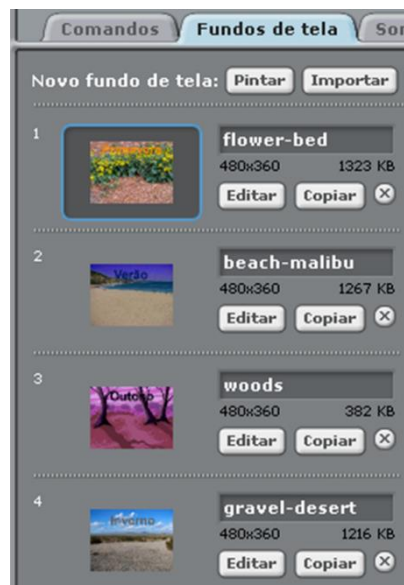 Comandos Fundos de tela Son
Novo fundo de tela: Pintar Importar
1
Primavera
flower-bed
480x360 1323 KB
Editar Copiar
2
Verão
beach-malibu
480x360 1267 KB
Editar Copiar
3
Outono
woods
480x360 382 KB
Editar Copiar
4
Inverno
gravel-desert
480x360 1216 KB
Editar Copiar